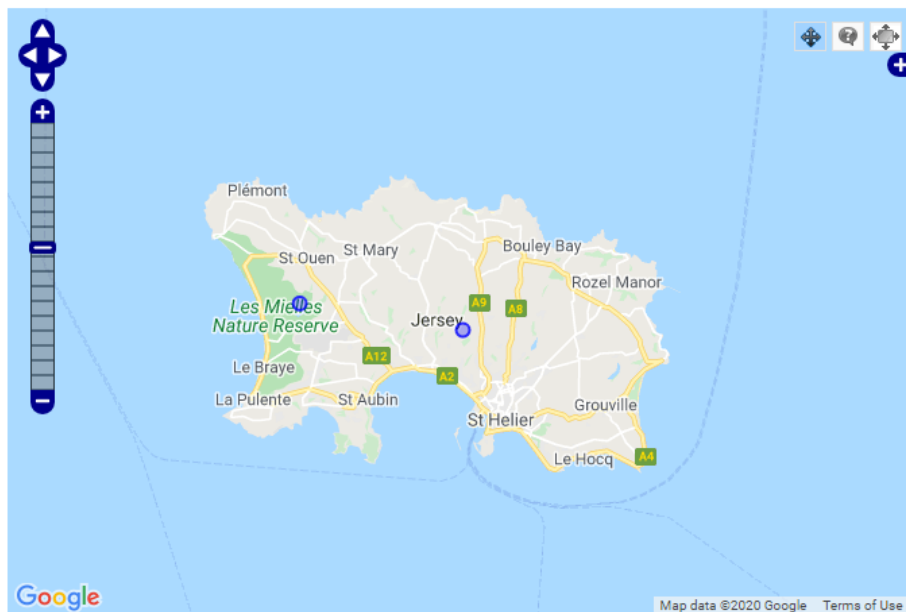 Plémont
St Mary
Bouley Bay
St Ouen
Rozel Manor
Les Mielles
Nature Reserve
A9
A8
Jersey
A12
Le Braye
A2
La Pulente
St Aubin
Grouville
St Helier
Le Hocq
A4
Google
Map data ©2020 Google Terms of Use